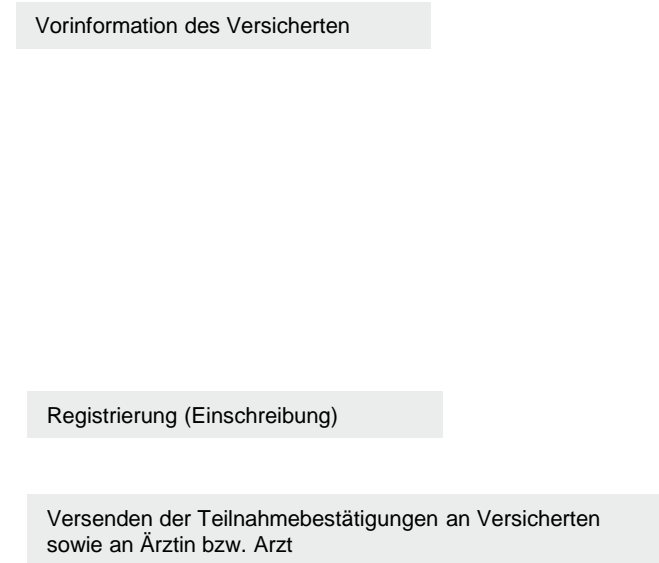 Vorinformation des Versicherten
Registrierung (Einschreibung)
Versenden der Teilnahmebestätigungen an Versicherten
sowie an Ärztin bzw. Arzt